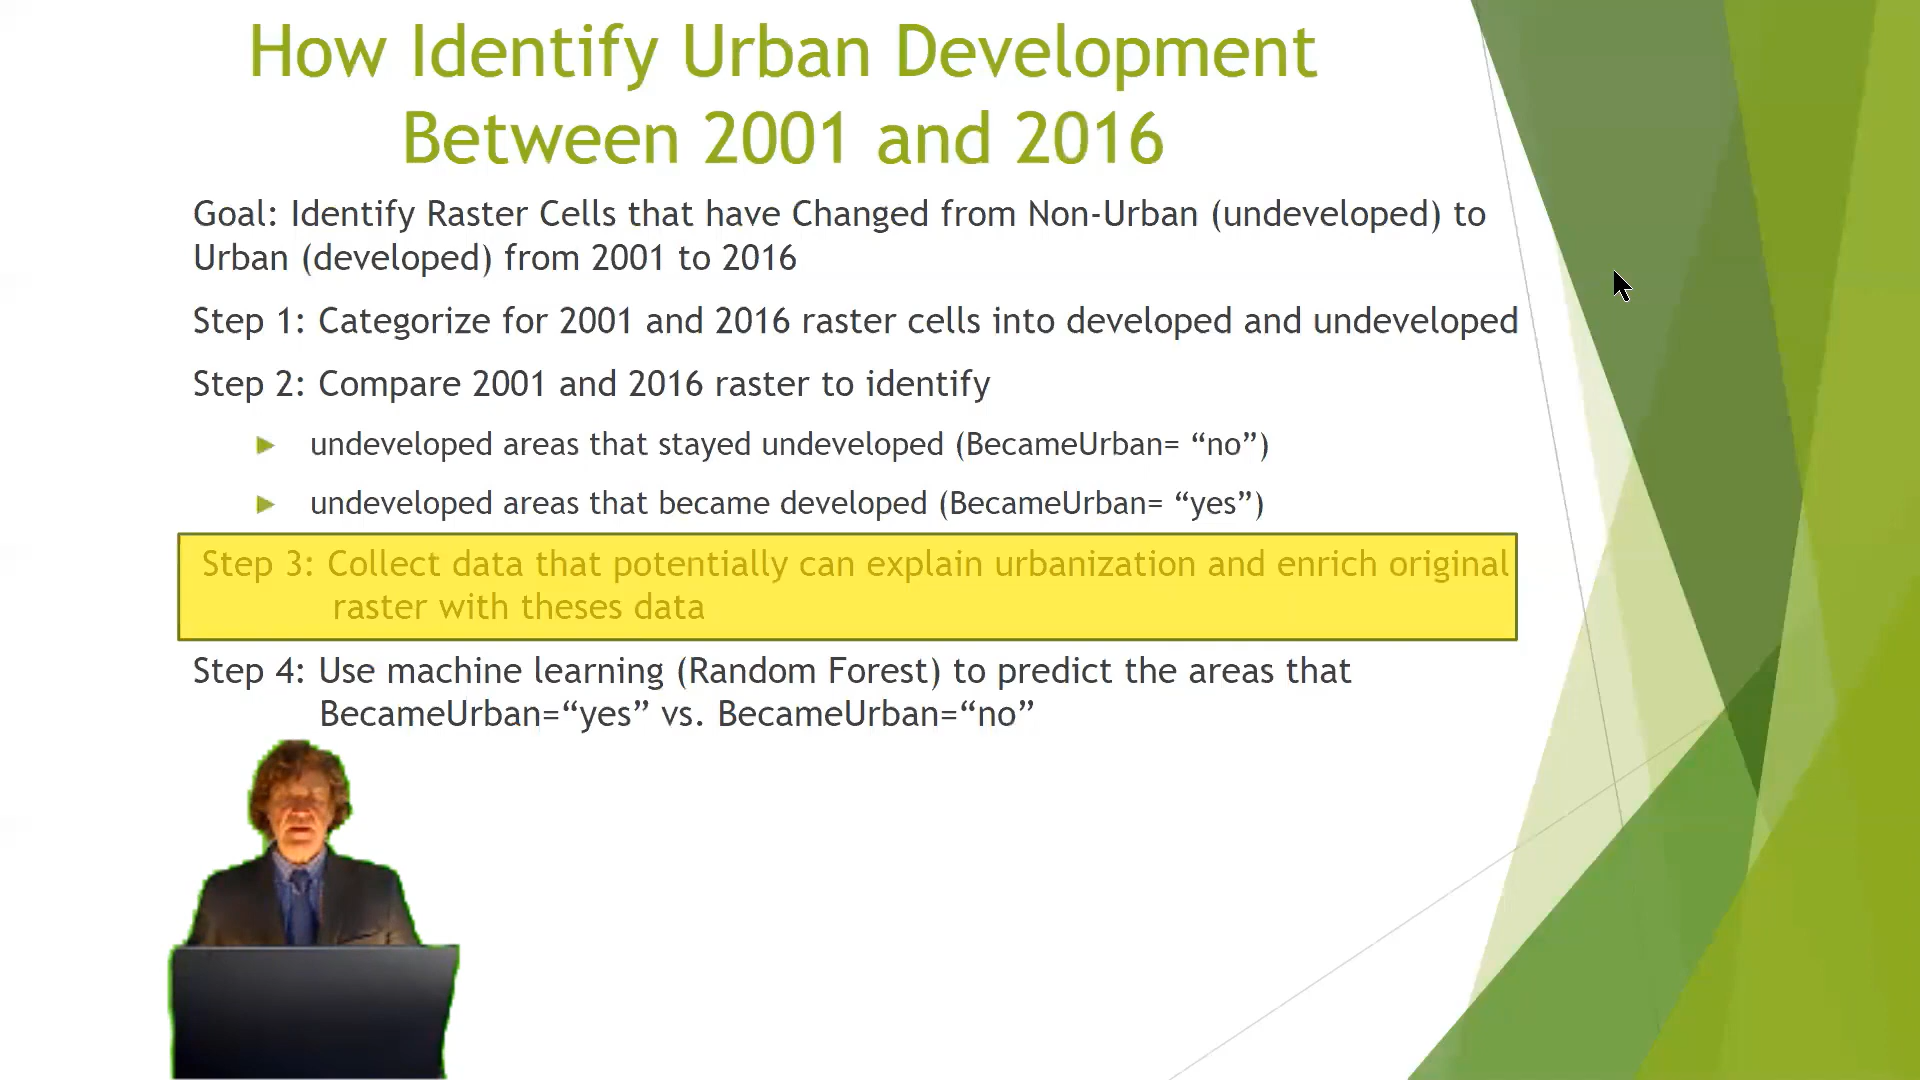 How Identify Urban Development
Between 2001 and 2016
Goal: Identify Raster Cells that have Changed from Non-Urban (undeveloped) to
Urban (developed) from 2001 to 2016
Step 1: Categorize for 2001 and 2016 raster cells into developed and undeveloped
Step 2: Compare 2001 and 2016 raster to identify
undeveloped areas that stayed undeveloped (BecameUrban= “no”)
undeveloped areas that became developed (BecameUrban= “yes”)
Step 3: Collect data that potentially can explain urbanization and enrich original
raster with theses data
Step 4: Use machine learning (Random Forest) to predict the areas that
BecameUrban=“yes” vs. BecameUrban=“no”